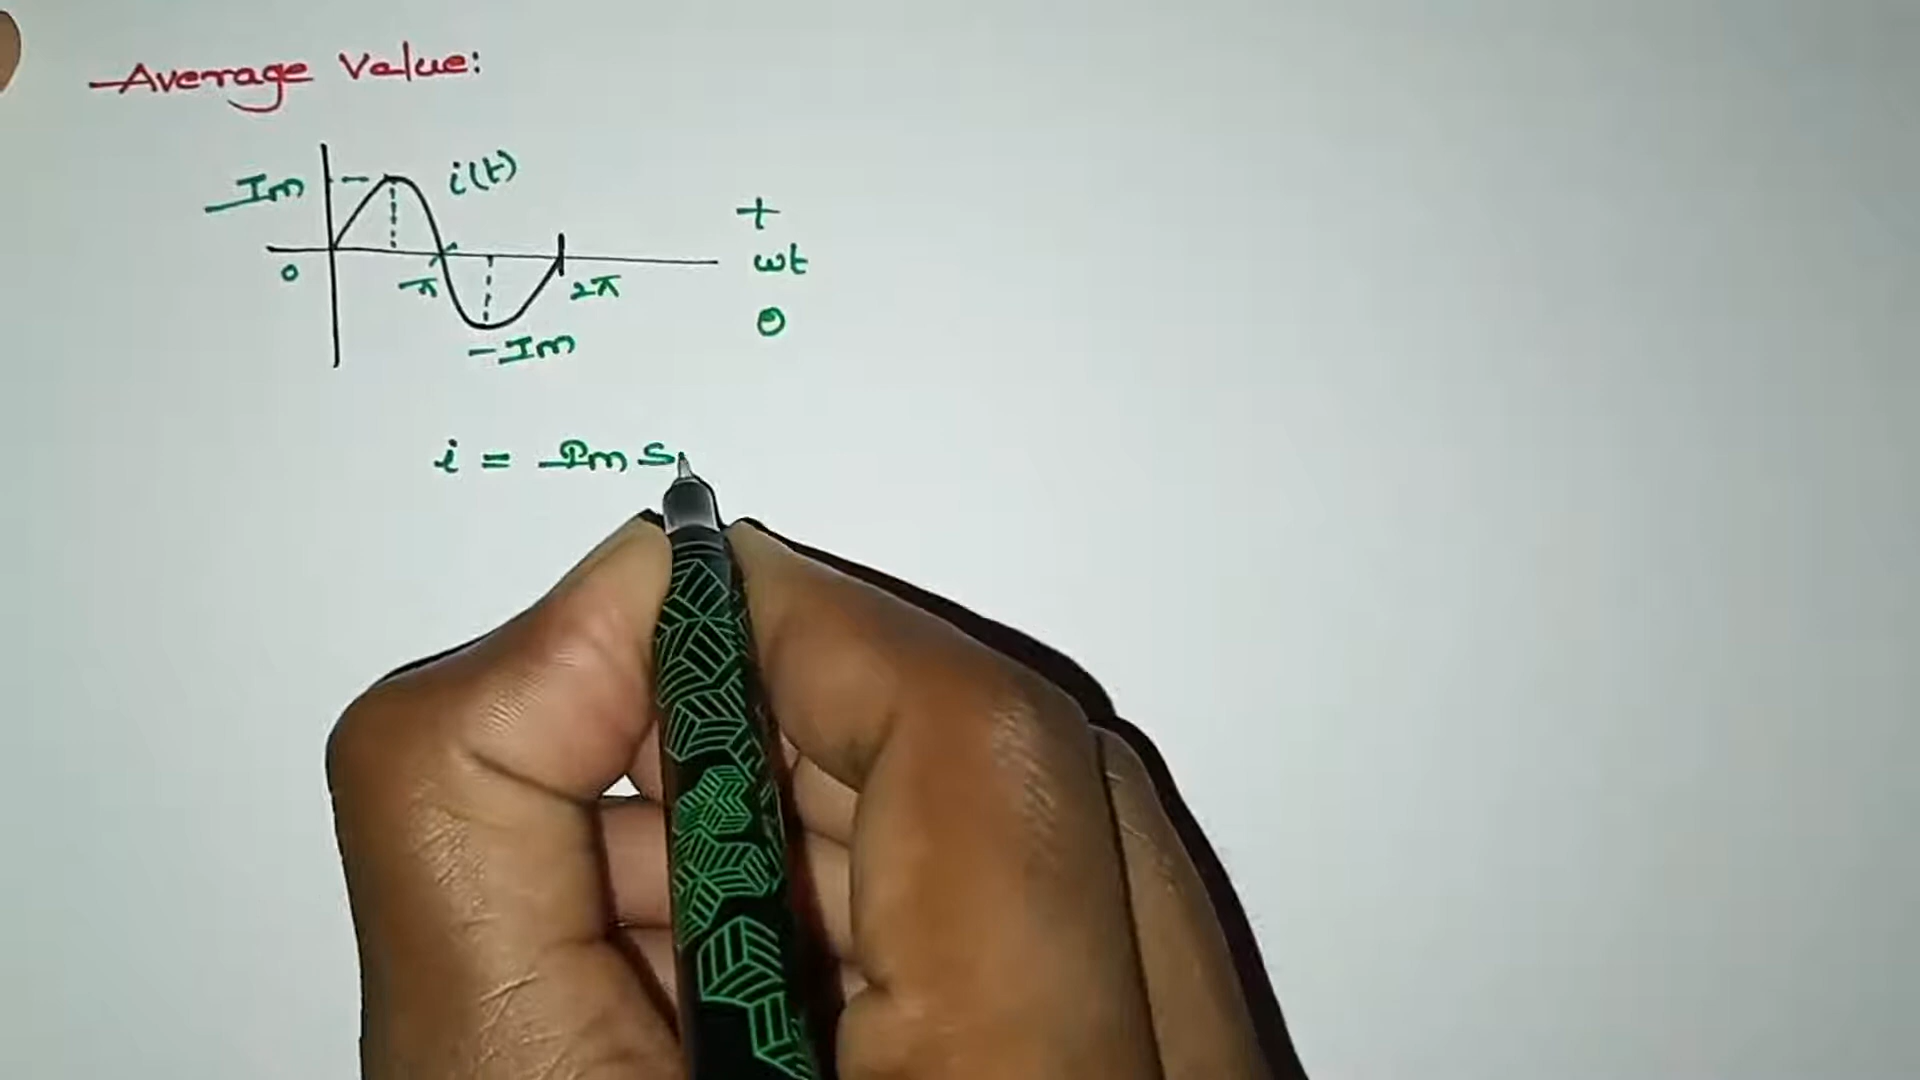 Average Value:
Im
i(t)
0
π
2π
-Im
t
ωt
θ
i = Im S